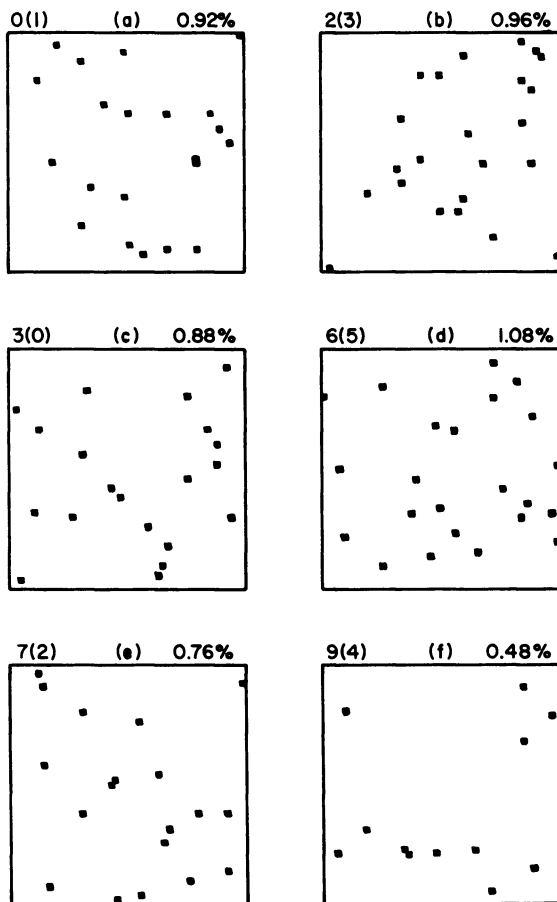 0(1) (a) 0.92% 2(3) (b) 0.96%
3(0) (c) 0.88% 6(5) (d) 1.08%
7(2) (e) 0.76% 9(4) (f) 0.48%